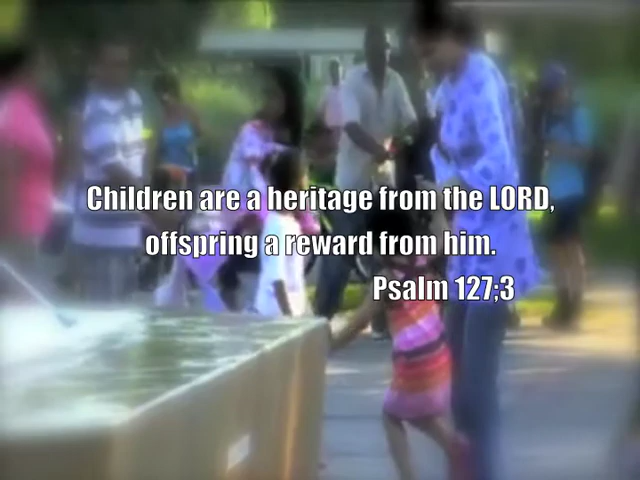 Children are a heritage from the LORD,
offspring a reward from him.
Psalm 127;3